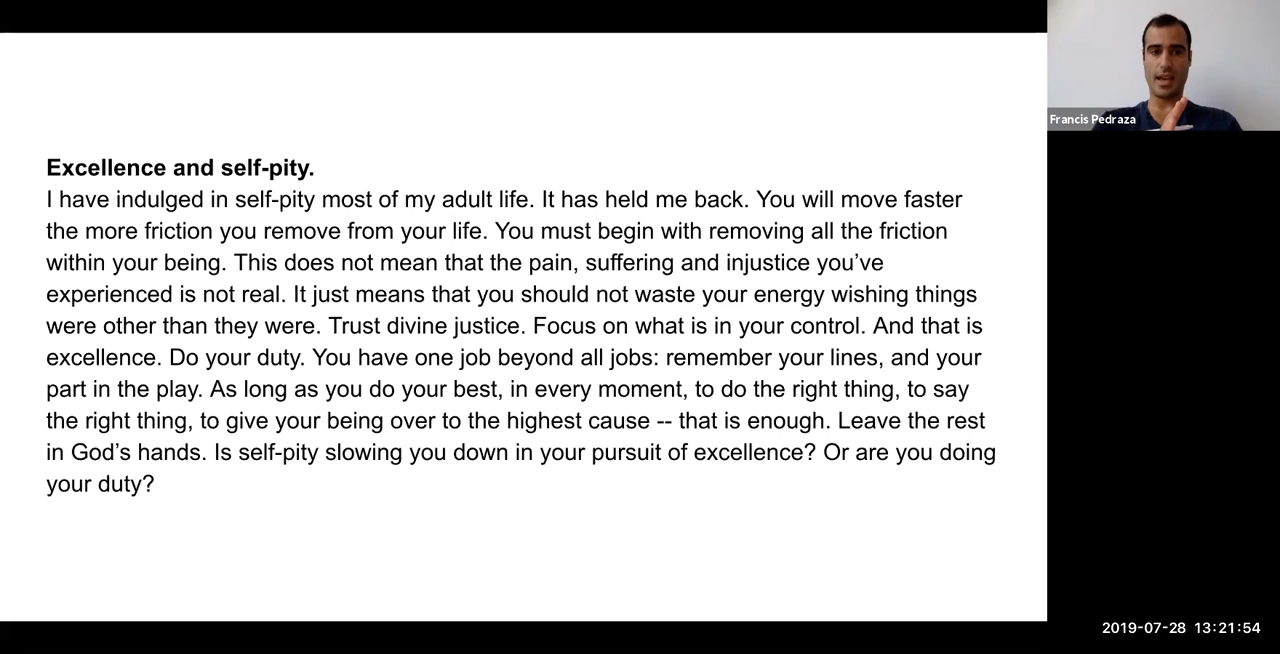 Excellence and self-pity.
I have indulged in self-pity most of my adult life. It has held me back. You will move faster
the more friction you remove from your life. You must begin with removing all the friction
within your being. This does not mean that the pain, suffering and injustice you’ve
experienced is not real. It just means that you should not waste your energy wishing things
were other than they were. Trust divine justice. Focus on what is in your control. And that is
excellence. Do your duty. You have one job beyond all jobs: remember your lines, and your
part in the play. As long as you do your best, in every moment, to do the right thing, to say
the right thing, to give your being over to the highest cause -- that is enough. Leave the rest
in God’s hands. Is self-pity slowing you down in your pursuit of excellence? Or are you doing
your duty?
Francis Pedraza
2019-07-28 13:21:54